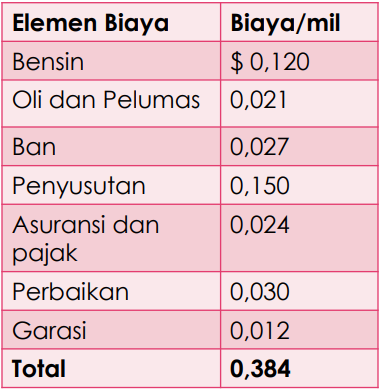 Elemen Biaya Biaya/mil
Bensin $ 0,120
Oli dan Pelumas 0,021
Ban 0,027
Penyusutan 0,150
Asuransi dan 0,024
pajak
Perbaikan 0,030
Garasi 0,012
Total 0,384